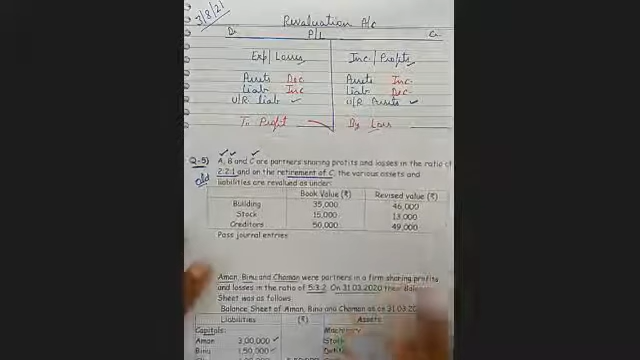 3/8/21
Revaluation A/c
Dr P/L Cr
Exp/Losses Inc/Profits
Assets Dec Assets Inc
Liab Inc Liab Dec
U/R Liab ✓ U/R Assets ✓
To Profit By Loss
Q-5) A, B and C are partners sharing profits and losses in the ratio of
old 2:2:1 and on the retirement of C, the various assets and
liabilities are revalued as under:
Book Value (₹) Revised value (₹)
Building 35,000 46,000
Stock 15,000 13,000
Creditors 50,000 49,000
Pass journal entries
Aman, Binu and Chaman were partners in a firm sharing profits
and losses in the ratio of 5:3:2. On 31.03.2020 their
Sheet was as follows
Balance Sheet of Aman, Binu and Chaman as on 31.03.20
Liabilities (₹) Assets
Capitals: Machinery
Aman 3,00,000 ✓ Stock
Binu 1,50,000